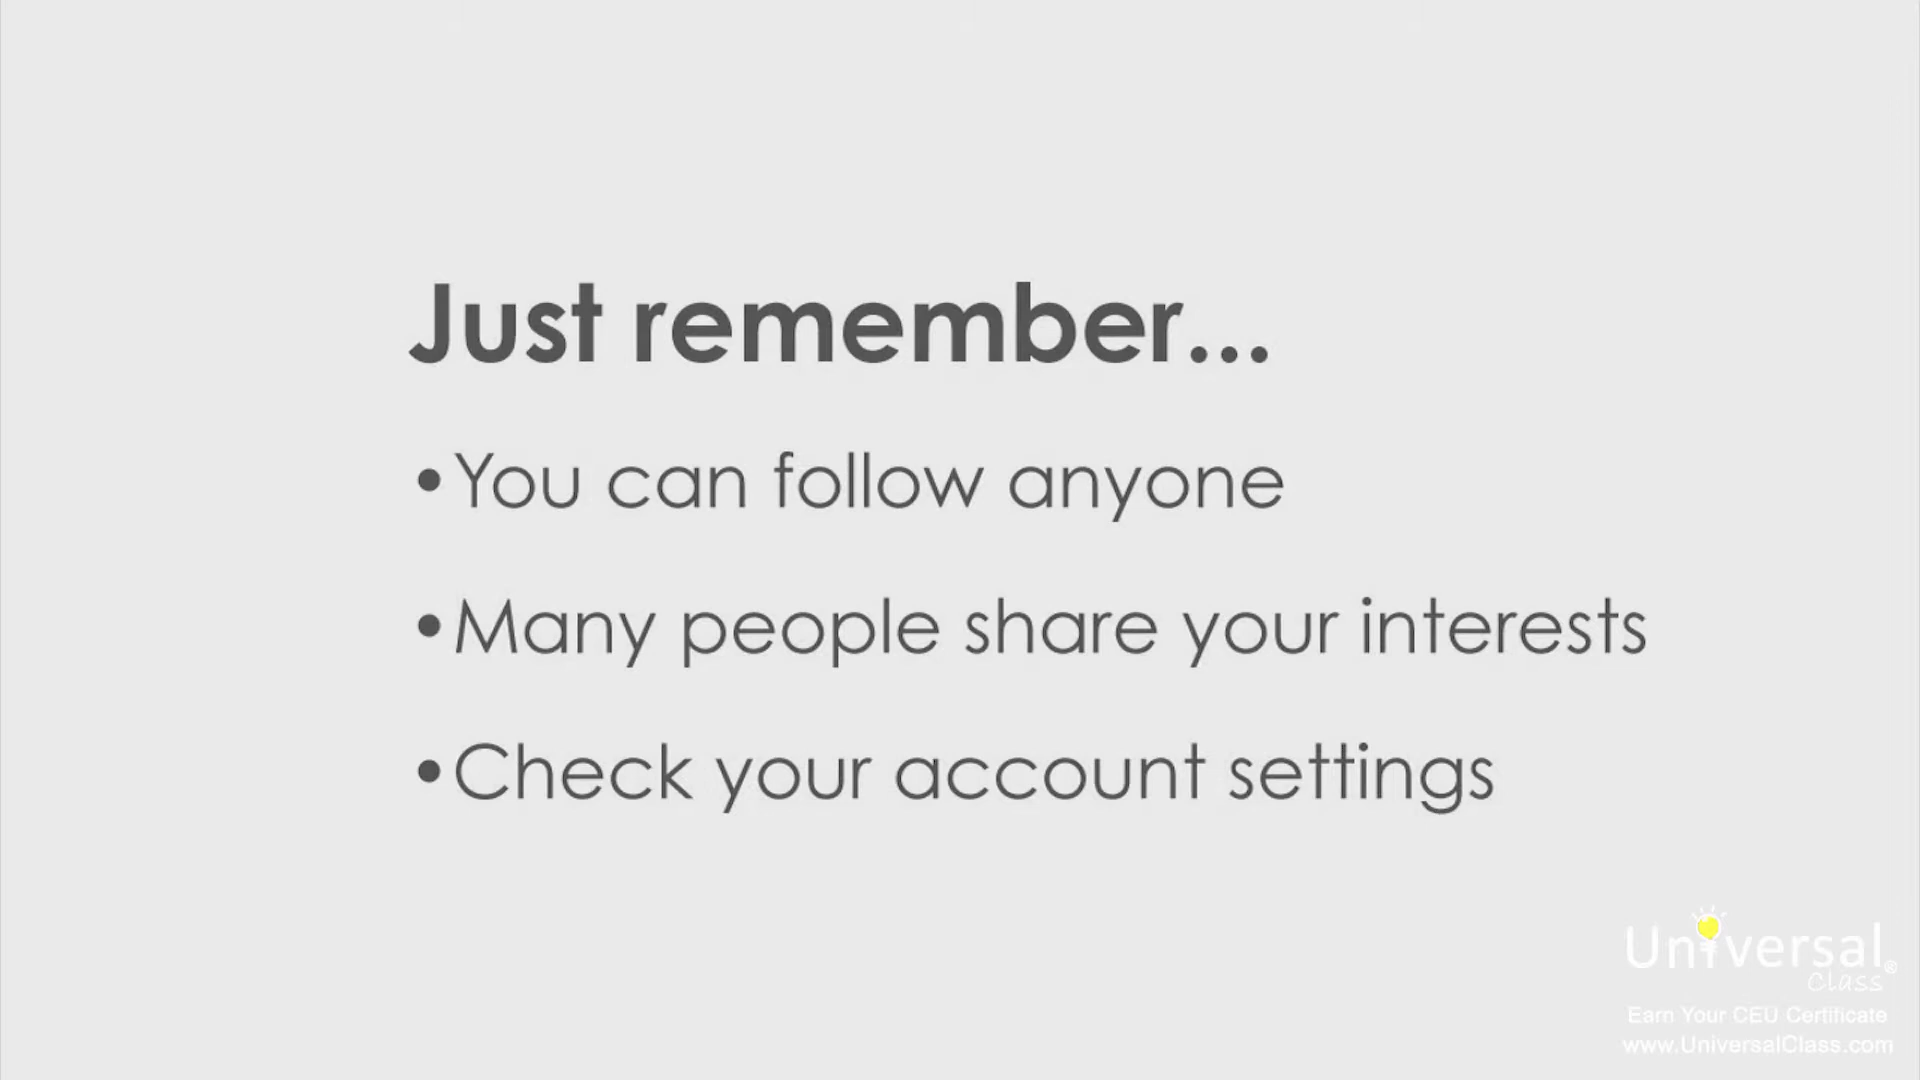 Just remember...
•You can follow anyone
•Many people share your interests
•Check your account settings
Universal®
Class
Earn Your CEU Certificate
www.UniversalClass.com